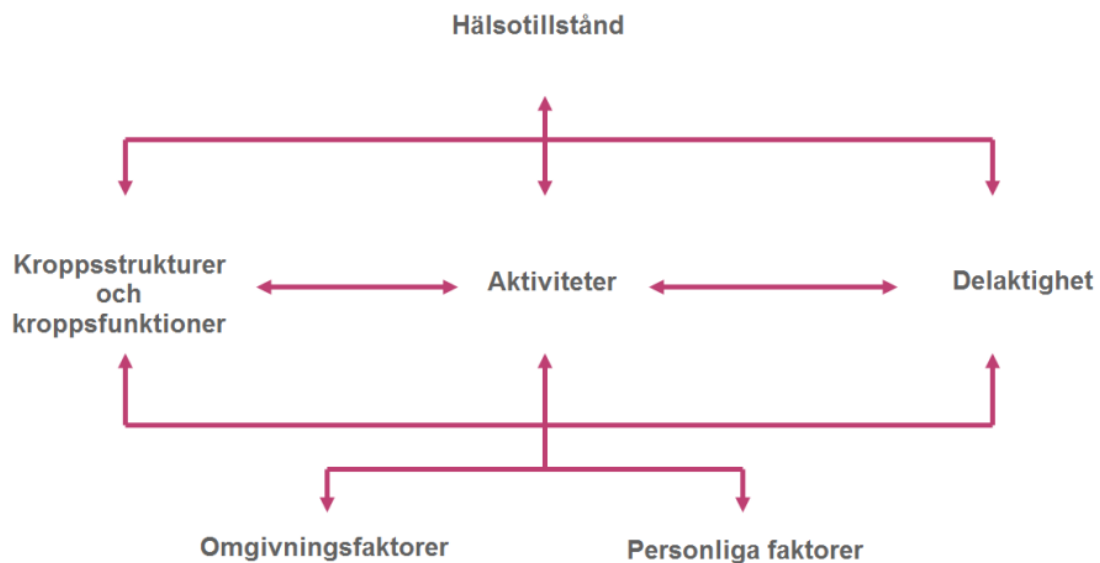 Hälsotillstånd
Kroppsstrukturer
och
kroppsfunktioner
Aktiviteter
Delaktighet
Omgivningsfaktorer
Personliga faktorer